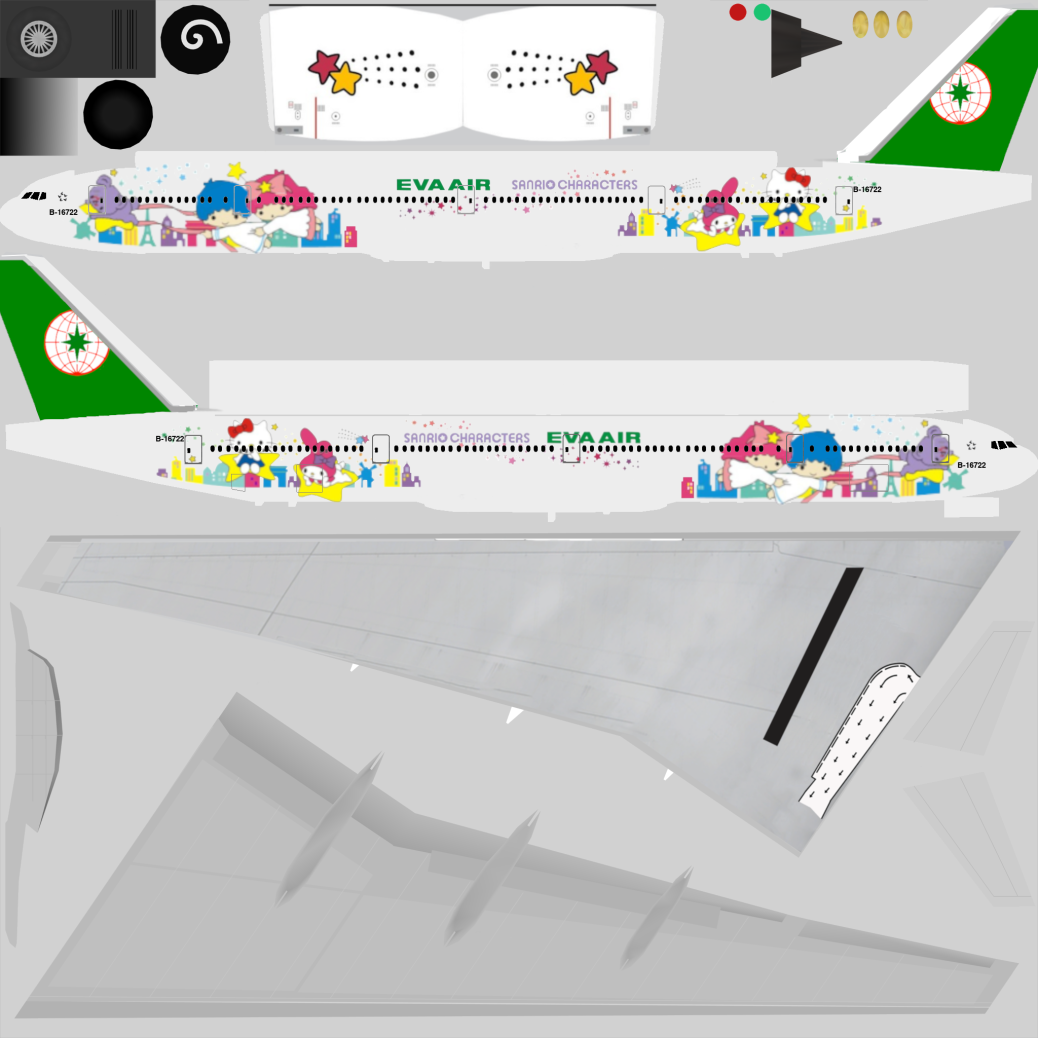 EVA AIR SANRIO CHARACTERS
B-16722
B-16722
B-16722
SANRIO CHARACTERS EVA AIR
B-16722